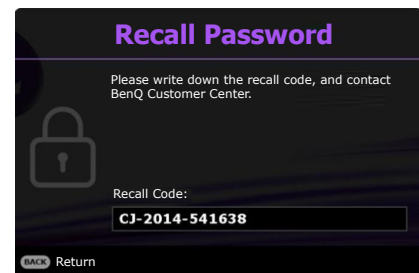 Recall Password
Please write down the recall code, and contact
BenQ Customer Center.
Recall Code:
CJ-2014-541638
BACK Return